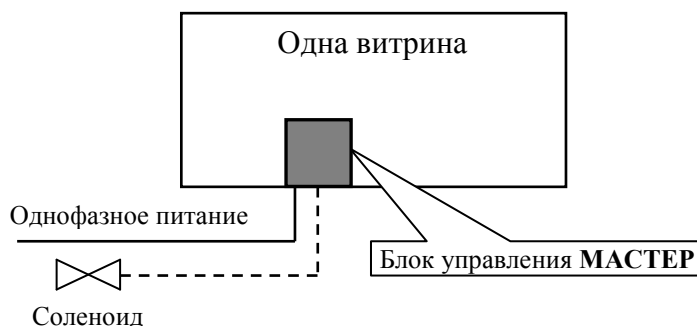 Одна витрина
Однофазное питание
Блок управления МАСТЕР
Соленоид